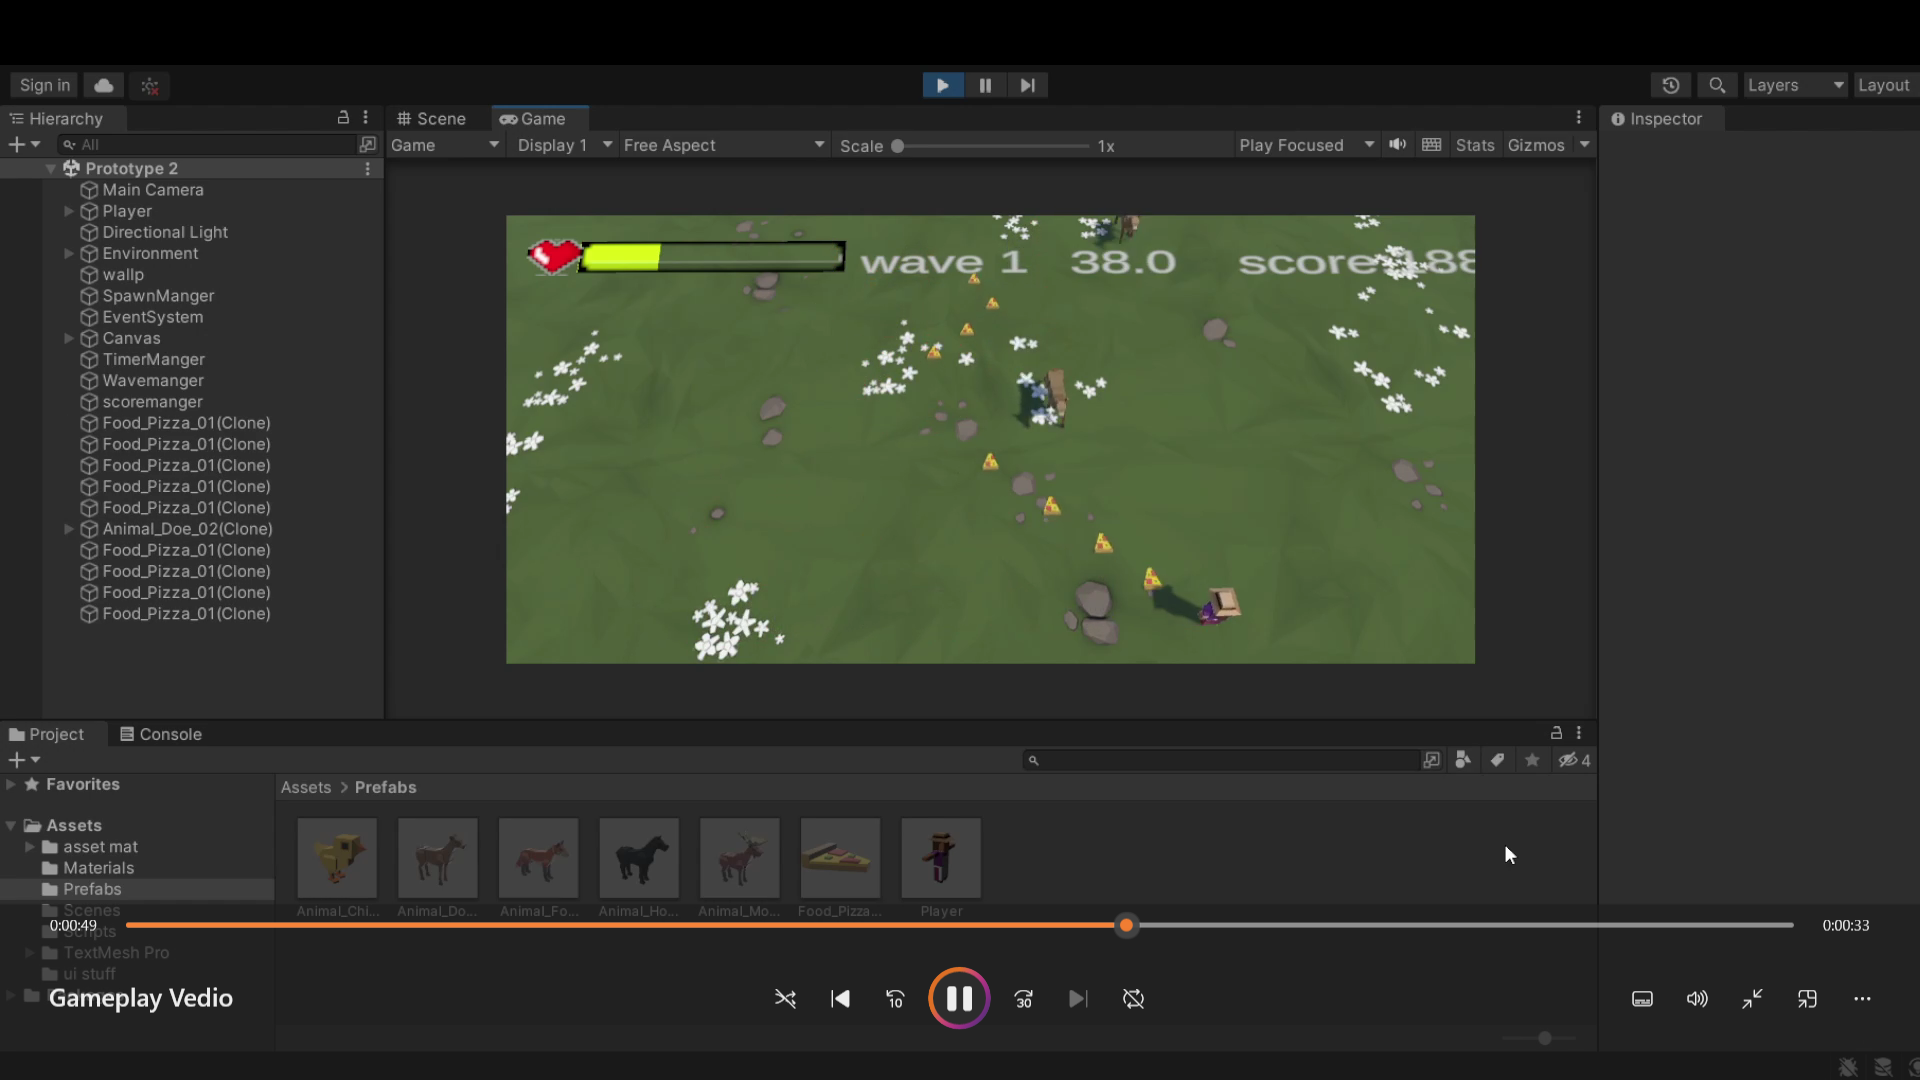 Sign in
Layers
Layout
Hierarchy
Scene
Game
Inspector
All
Game
Display 1
Free Aspect
Scale
1x
Play Focused
Stats
Gizmos
Prototype 2
Main Camera
Player
Directional Light
Environment
wallp
SpawnManger
EventSystem
Canvas
TimerManger
Wavemanger
scoremanger
Food_Pizza_01(Clone)
Food_Pizza_01(Clone)
Food_Pizza_01(Clone)
Food_Pizza_01(Clone)
Food_Pizza_01(Clone)
Animal_Doe_02(Clone)
Food_Pizza_01(Clone)
Food_Pizza_01(Clone)
Food_Pizza_01(Clone)
Food_Pizza_01(Clone)
wave 1
38.0
score
Project
Console
4
Favorites
Assets
asset mat
Materials
Prefabs
Scenes
Scripts
TextMesh Pro
ui stuff
Assets > Prefabs
Animal_Chi...
Animal_Do...
Animal_Fo...
Animal_Ho...
Animal_Mo...
Food_Pizza...
Player
0:00:49
0:00:33
Gameplay Vedio
10
30